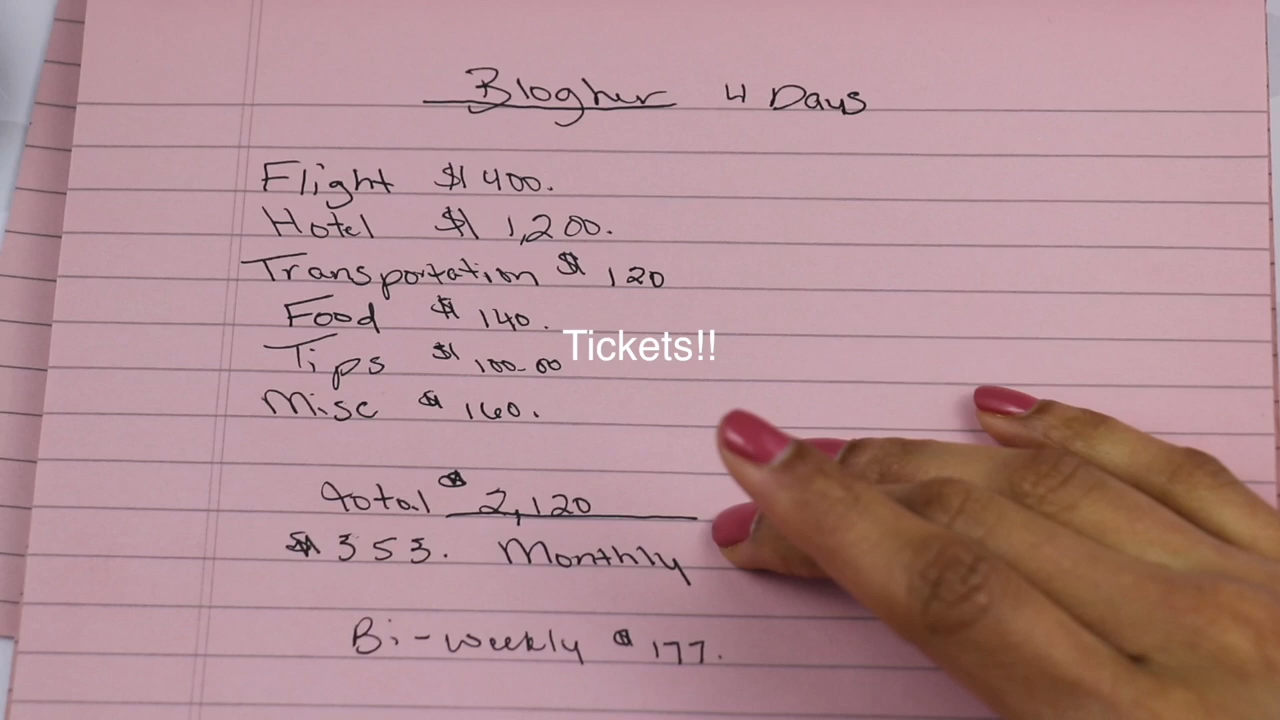 Blogher 4 Days
Flight $400.
Hotel $1,200.
Transportation $120
Food $140.
Tips $100.00
Tickets!!
Misc $160.
total $2,120
$353. Monthly
Bi-weekly $177.